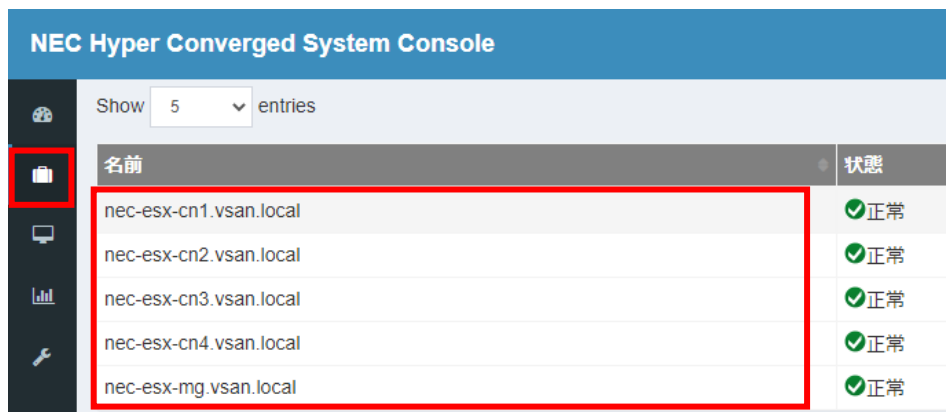 NEC Hyper Converged System Console
Show 5 entries
名前 状態
nec-esx-cn1.vsan.local 正常
nec-esx-cn2.vsan.local 正常
nec-esx-cn3.vsan.local 正常
nec-esx-cn4.vsan.local 正常
nec-esx-mg.vsan.local 正常